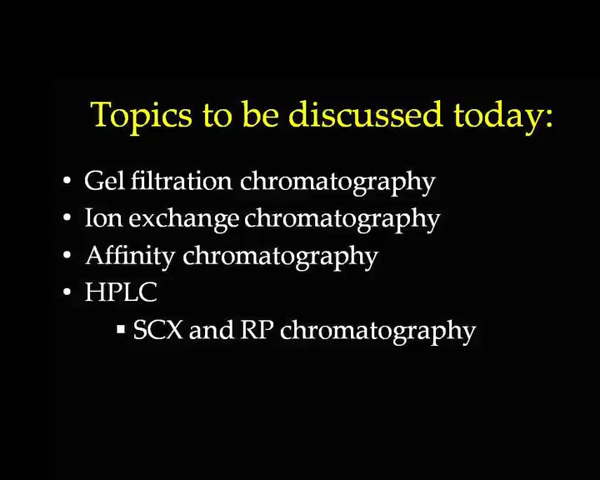 Topics to be discussed today:
• Gel filtration chromatography
• Ion exchange chromatography
• Affinity chromatography
• HPLC
▪ SCX and RP chromatography